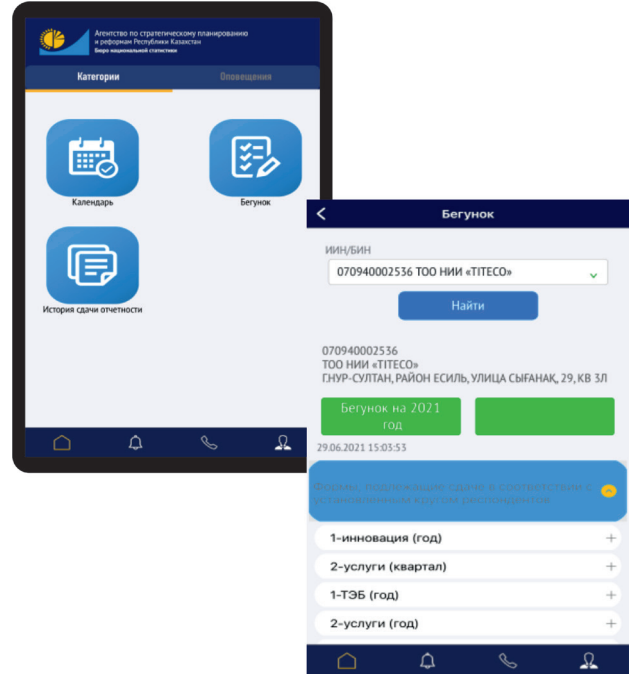 Агентство по стратегическому планированию
и реформам Республики Казахстан
Бюро национальной статистики
Категории
Оповещения
Календарь
Бегунок
История сдачи отчетности
Бегунок
ИИН/БИН
070940002536 ТОО НИИ «TITECO»
Найти
070940002536
ТОО НИИ «TITECO»
Г.НУР-СУЛТАН, РАЙОН ЕСИЛЬ, УЛИЦА СЫҒАНАҚ, 29, КВ 3Л
Бегунок на 2021
год
29.06.2021 15:03:53
Формы, подлежащие сдаче в соответствии с
установленным кругом респондентов
1-инновация (год)
2-услуги (квартал)
1-ТЭБ (год)
2-услуги (год)